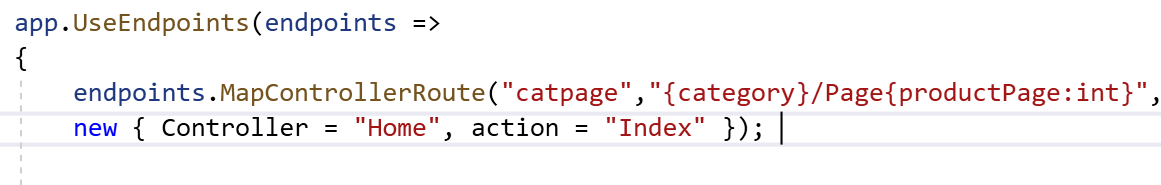 app.UseEndpoints(endpoints =>
{
endpoints.MapControllerRoute("catpage","{category}/Page{productPage:int}",
new { Controller = "Home", action = "Index" });